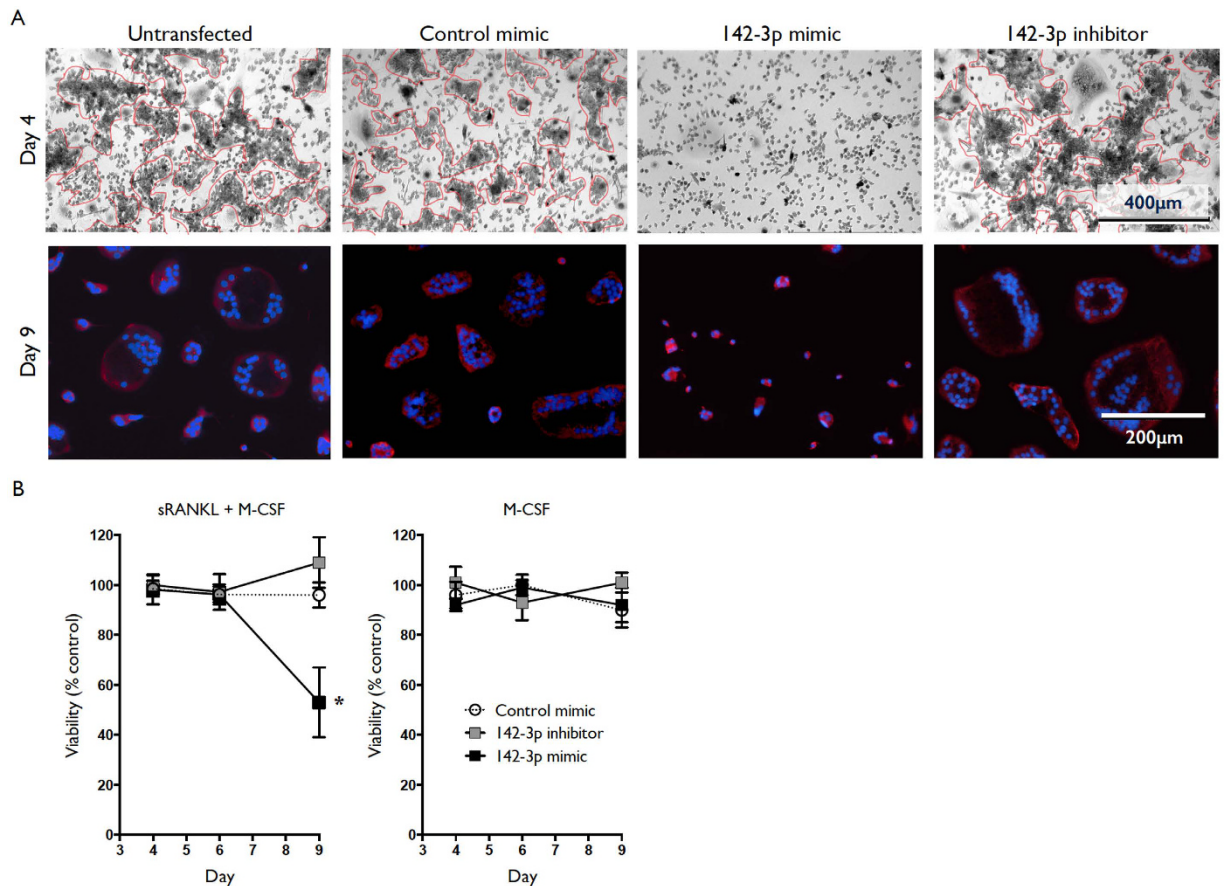 A
Untransfected
Control mimic
142-3p mimic
142-3p inhibitor
Day 4
400µm
Day 9
200µm
B
sRANKL + M-CSF
M-CSF
Viability (% control)
120
100
80
60
40
20
0
*
3 4 5 6 7 8 9
Day
Viability (% control)
120
100
80
60
40
20
0
Control mimic
142-3p inhibitor
142-3p mimic
3 4 5 6 7 8 9
Day